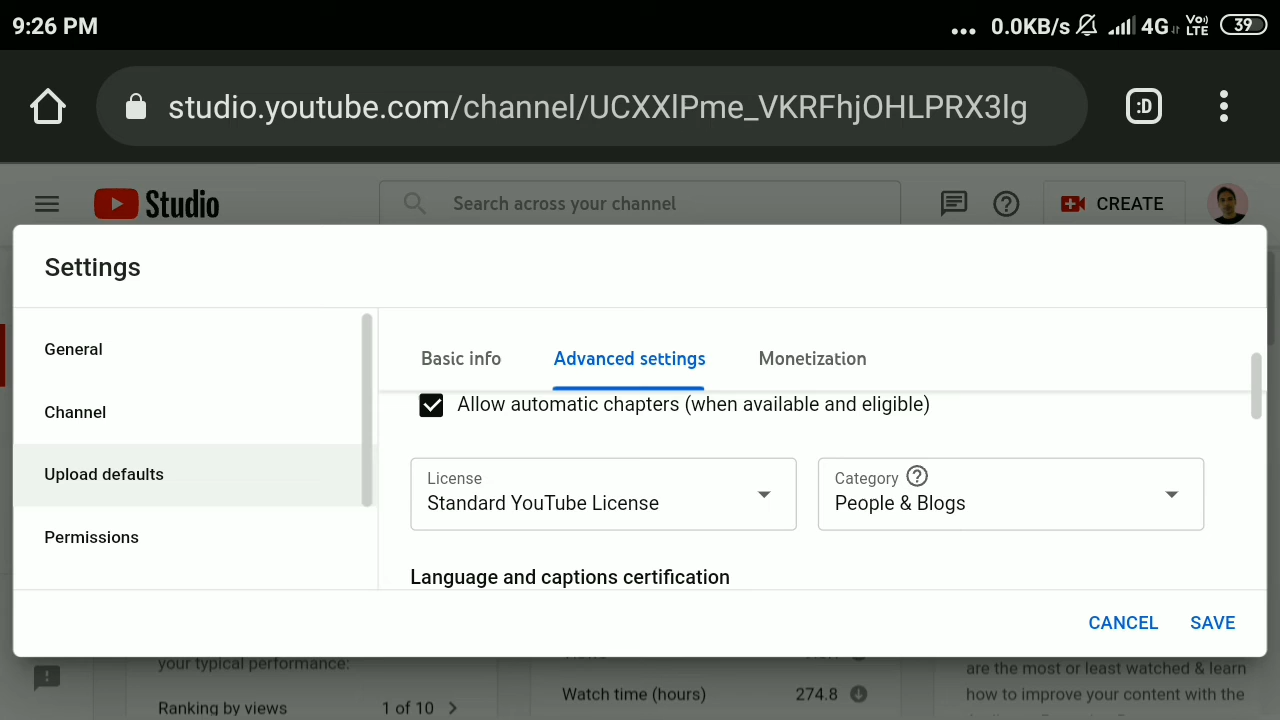 9:26 PM
... 0.0KB/s 4G Vo) LTE 39
studio.youtube.com/channel/UCXXlPme_VKRFhjOHLPRX3lg :D
Studio
Search across your channel
CREATE
Settings
General
Channel
Upload defaults
Permissions
Basic info Advanced settings Monetization
Allow automatic chapters (when available and eligible)
License
Standard YouTube License
Category ?
People & Blogs
Language and captions certification
CANCEL SAVE
your typical performance:
Ranking by views 1 of 10
Watch time (hours) 274.8
are the most or least watched & learn
how to improve your content with the